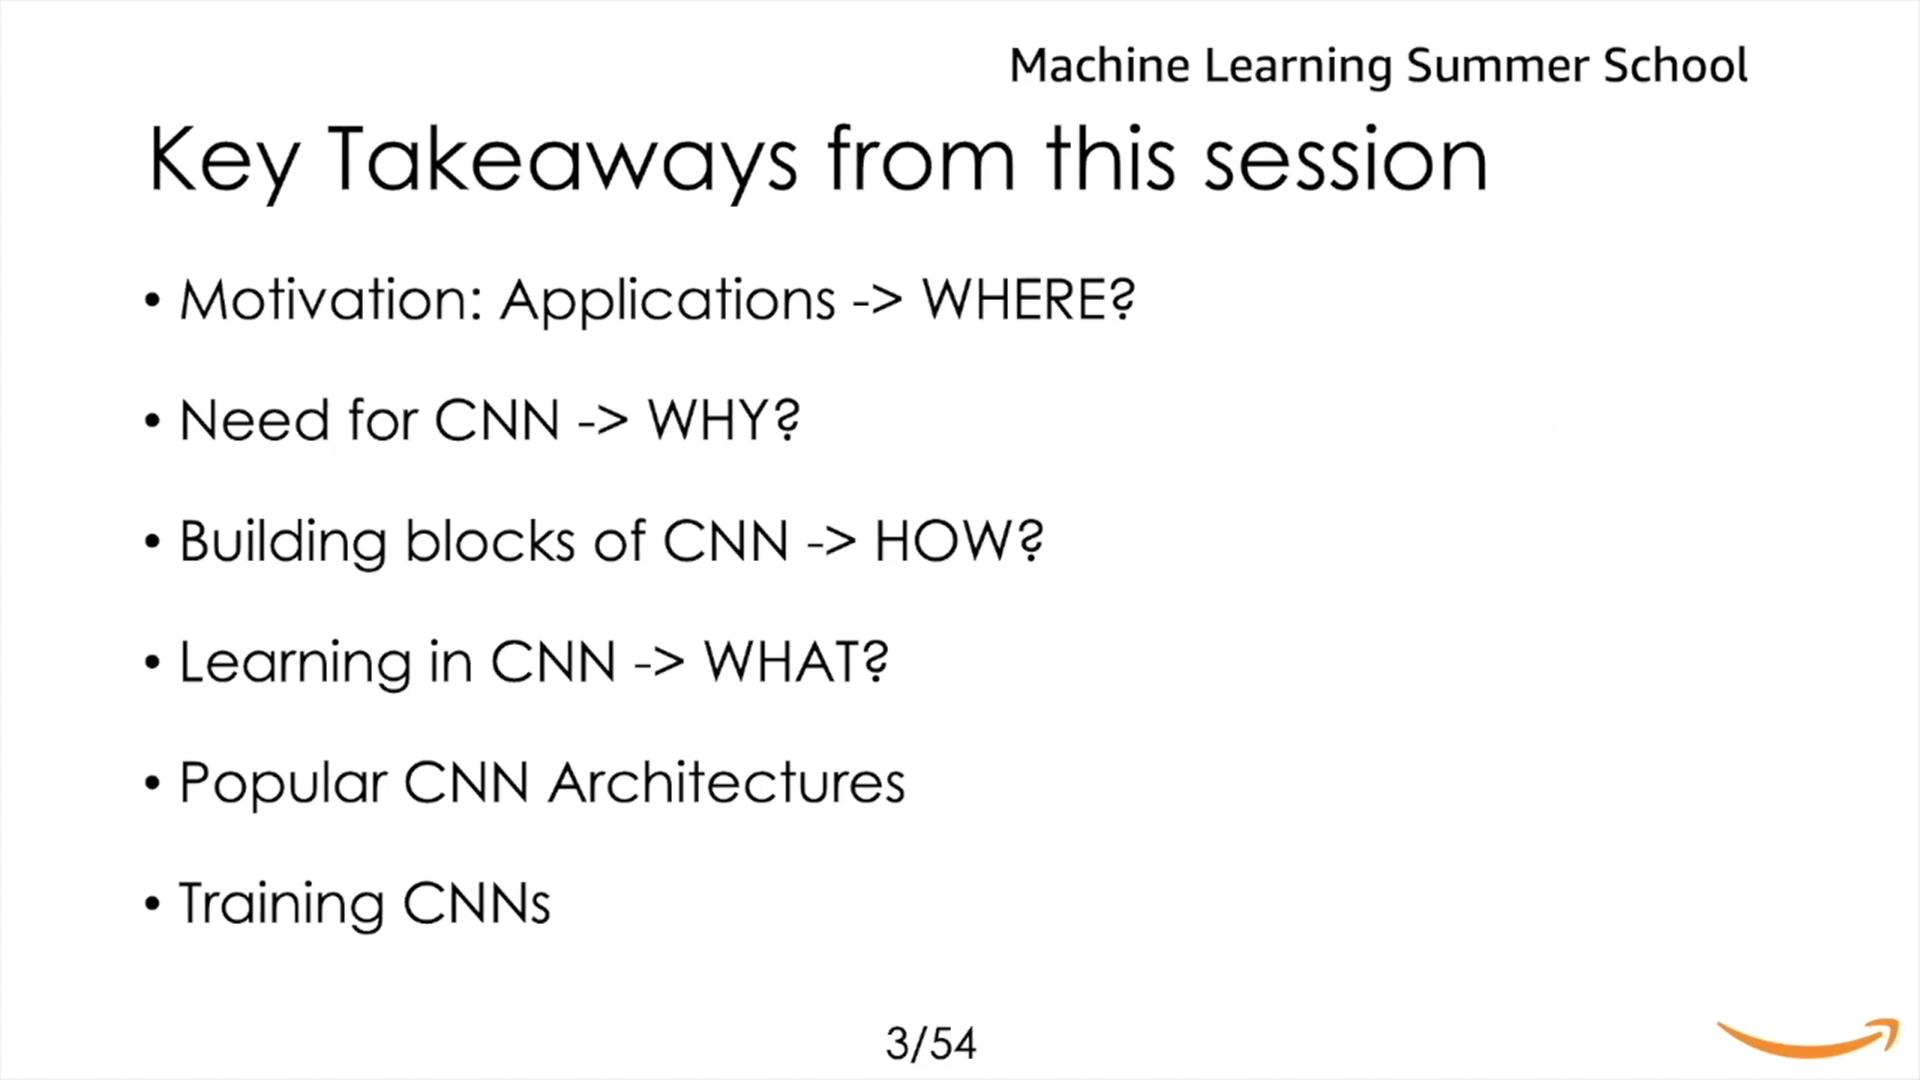 Machine Learning Summer School
Key Takeaways from this session
• Motivation: Applications -> WHERE?
• Need for CNN -> WHY?
• Building blocks of CNN -> HOW?
• Learning in CNN -> WHAT?
• Popular CNN Architectures
• Training CNNs
3/54